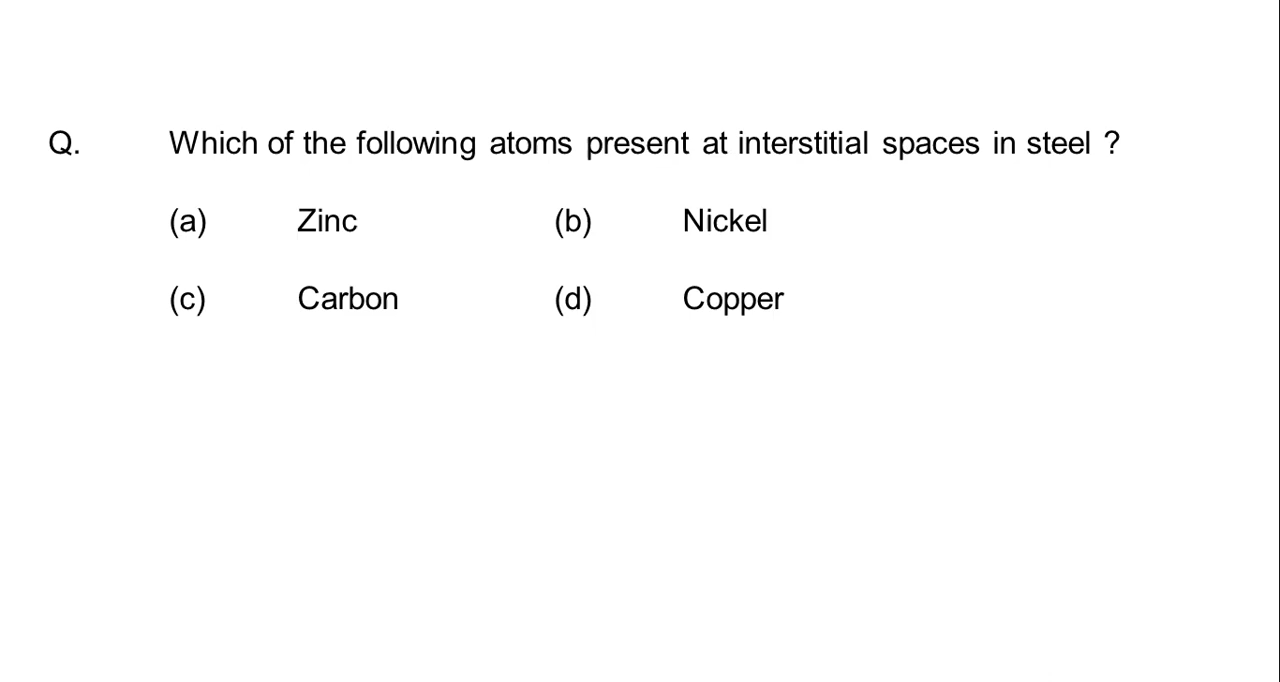 Q. Which of the following atoms present at interstitial spaces in steel ?
(a) Zinc (b) Nickel
(c) Carbon (d) Copper